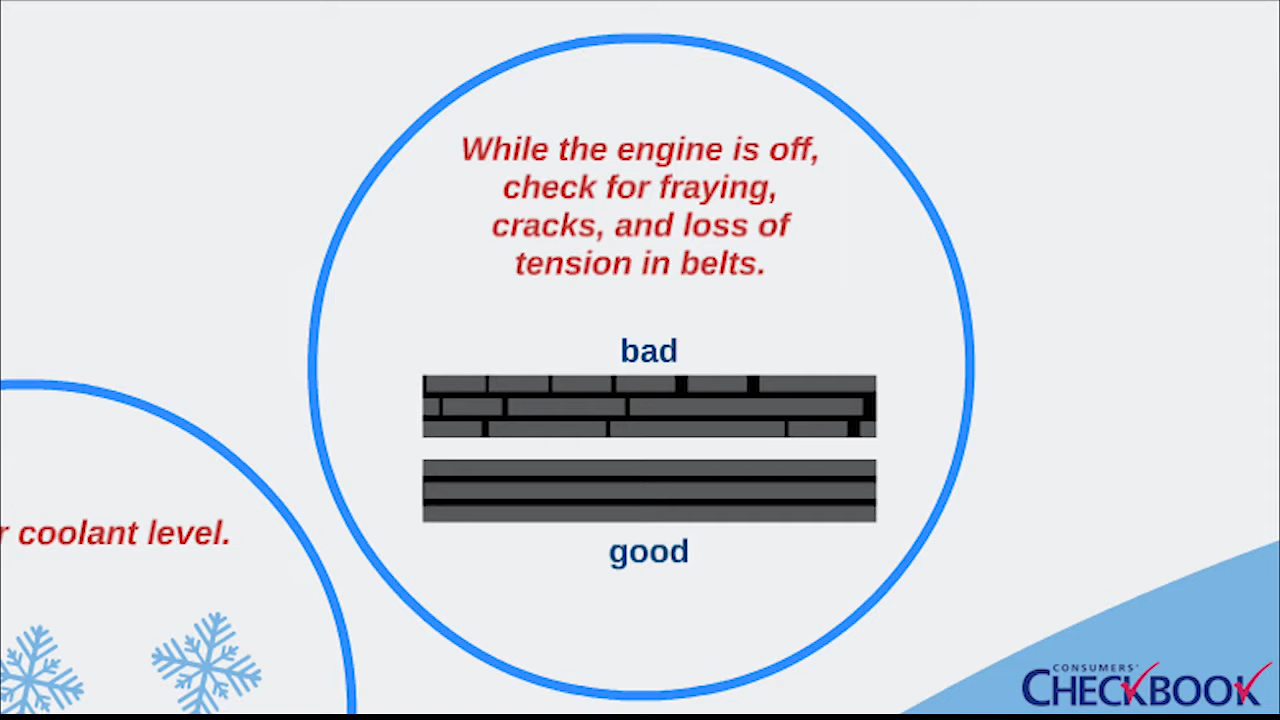 While the engine is off,
check for fraying,
cracks, and loss of
tension in belts.
bad
good
r coolant level.
CONSUMERS'
CHECKBOOK